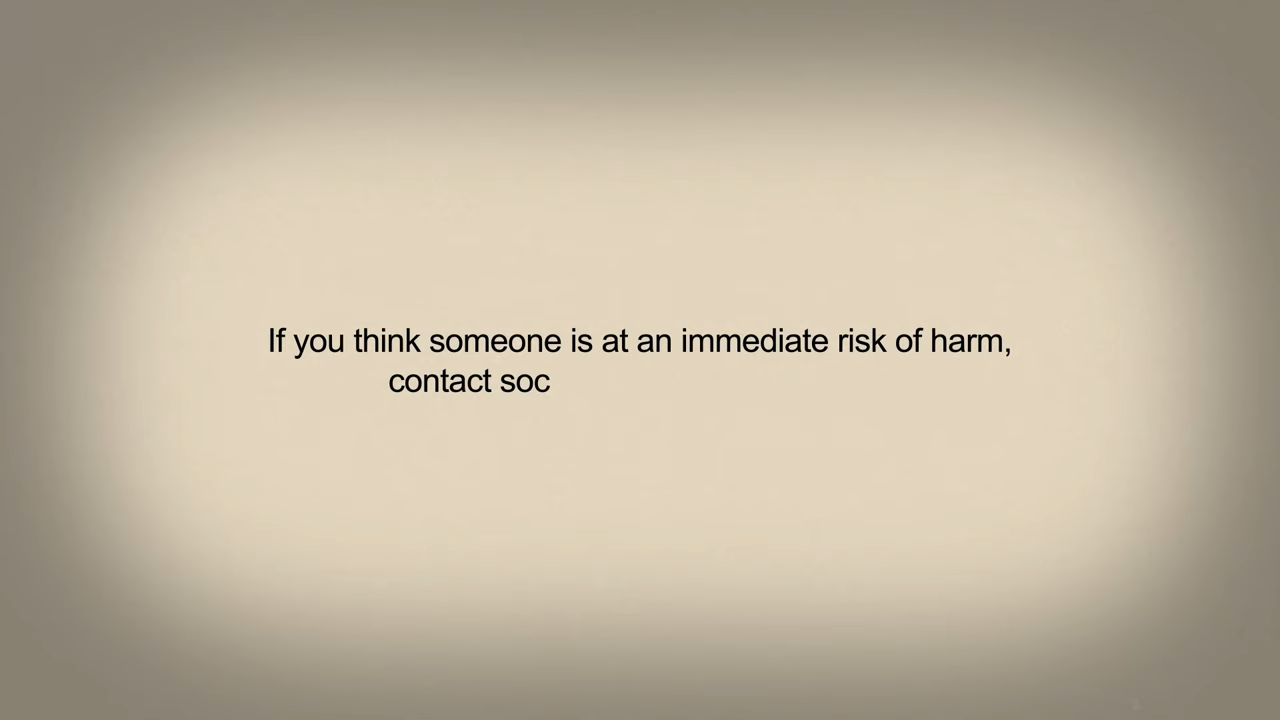 If you think someone is at an immediate risk of harm,
contact soc